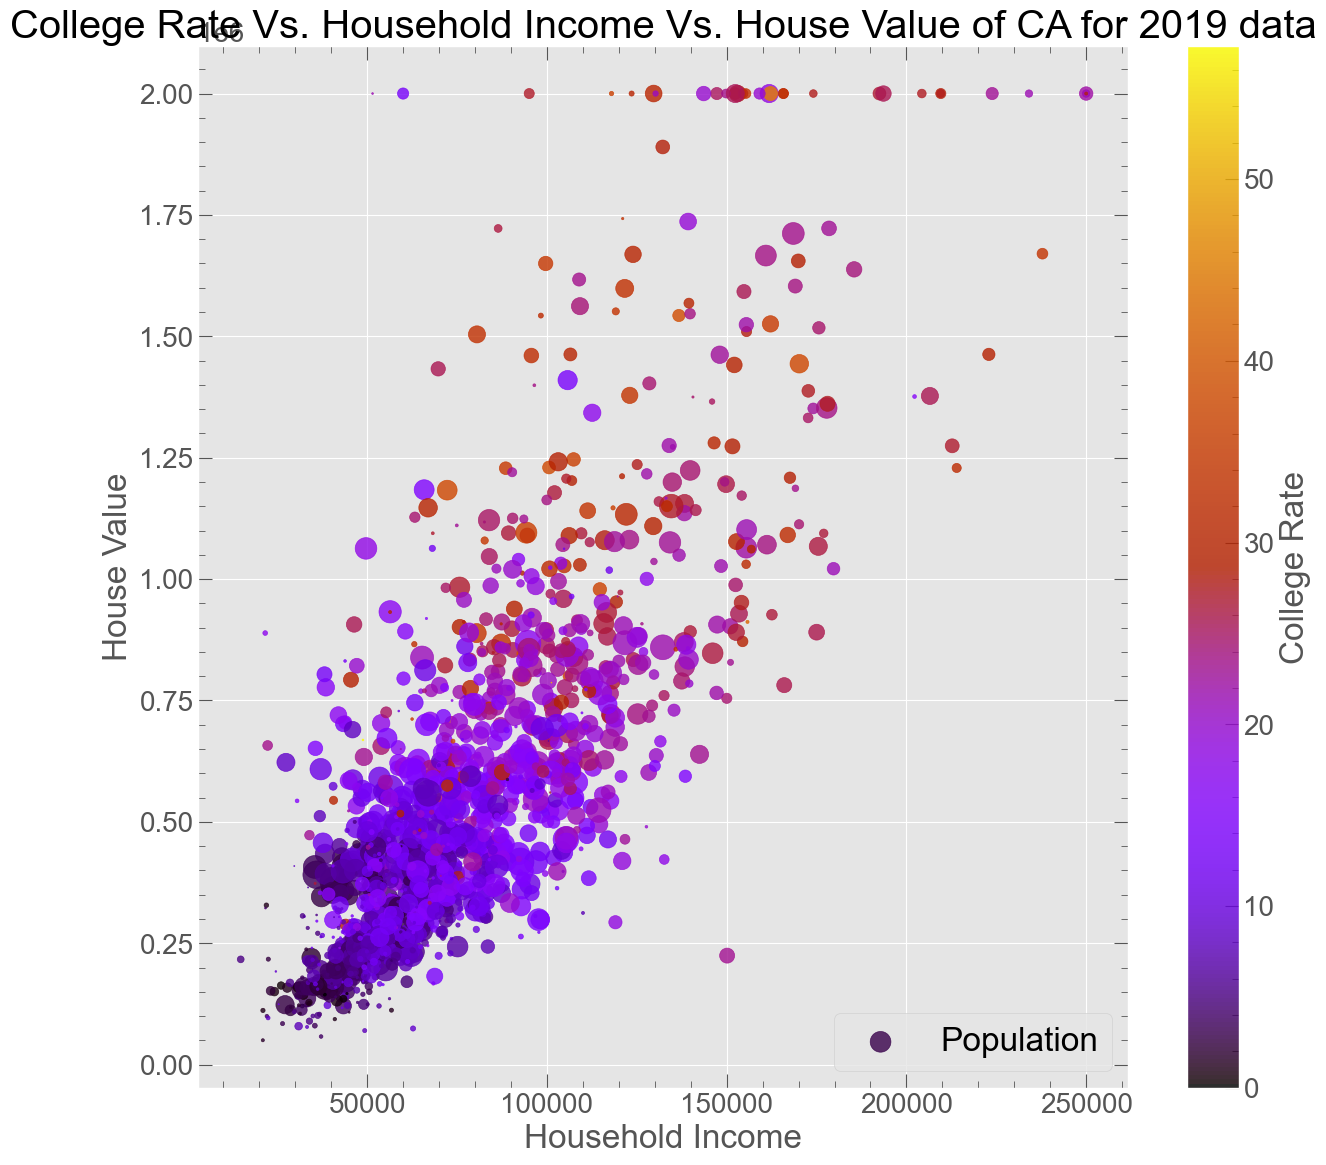 College Rate Vs. Household Income Vs. House Value of CA for 2019 data
1e6
2.00
1.75
1.50
1.25
1.00
0.75
0.50
0.25
0.00
House Value
50000 100000 150000 200000 250000
Household Income
Population
50
40
30
20
10
0
College Rate